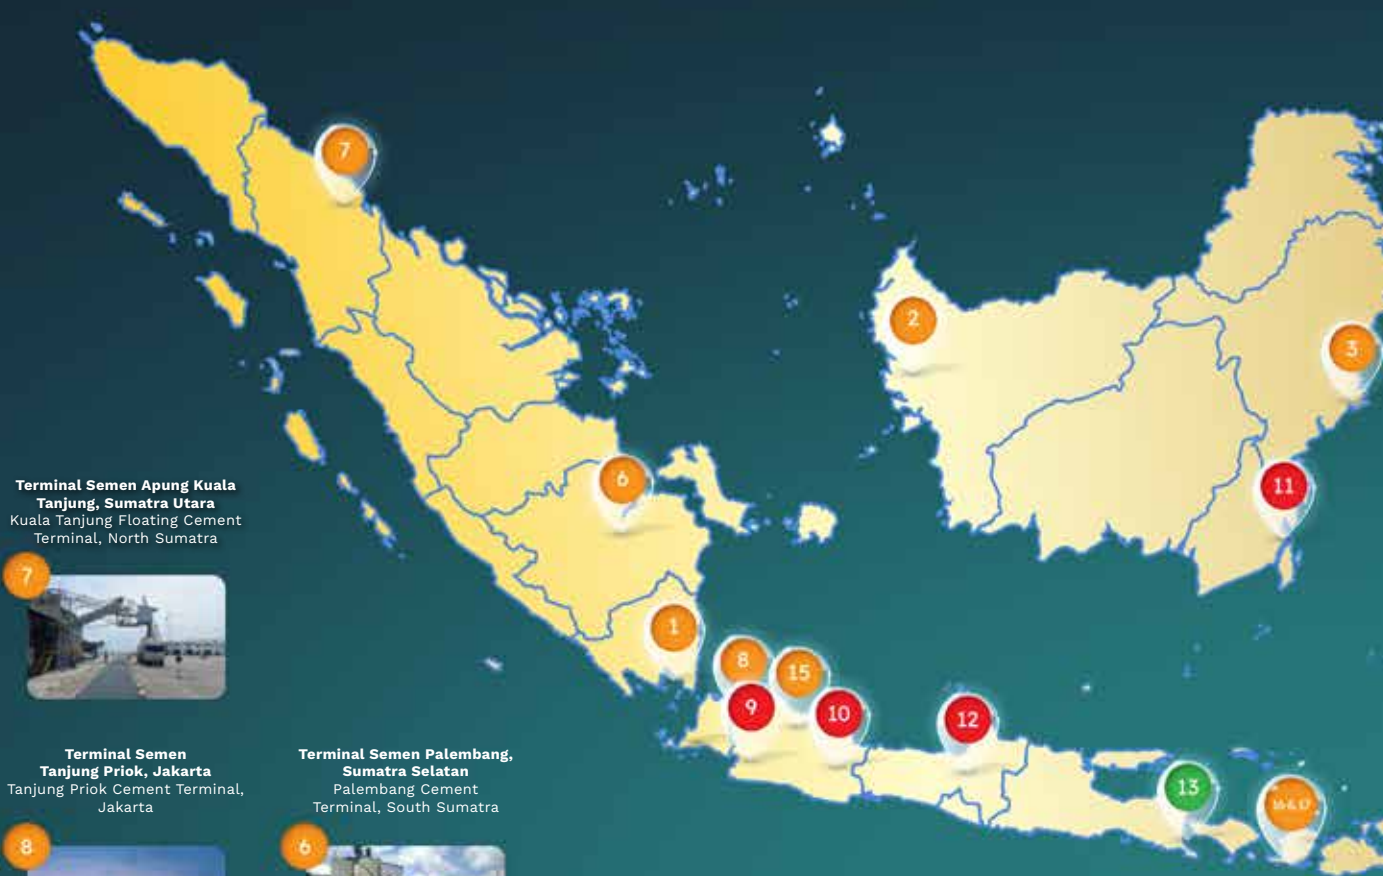 7
2
3
11
6
1
8
15
9
10
12
13
16 & 17
Terminal Semen Apung Kuala
Tanjung, Sumatra Utara
Kuala Tanjung Floating Cement
Terminal, North Sumatra
7
Terminal Semen
Tanjung Priok, Jakarta
Tanjung Priok Cement Terminal,
Jakarta
8
Terminal Semen Palembang,
Sumatra Selatan
Palembang Cement
Terminal, South Sumatra
6